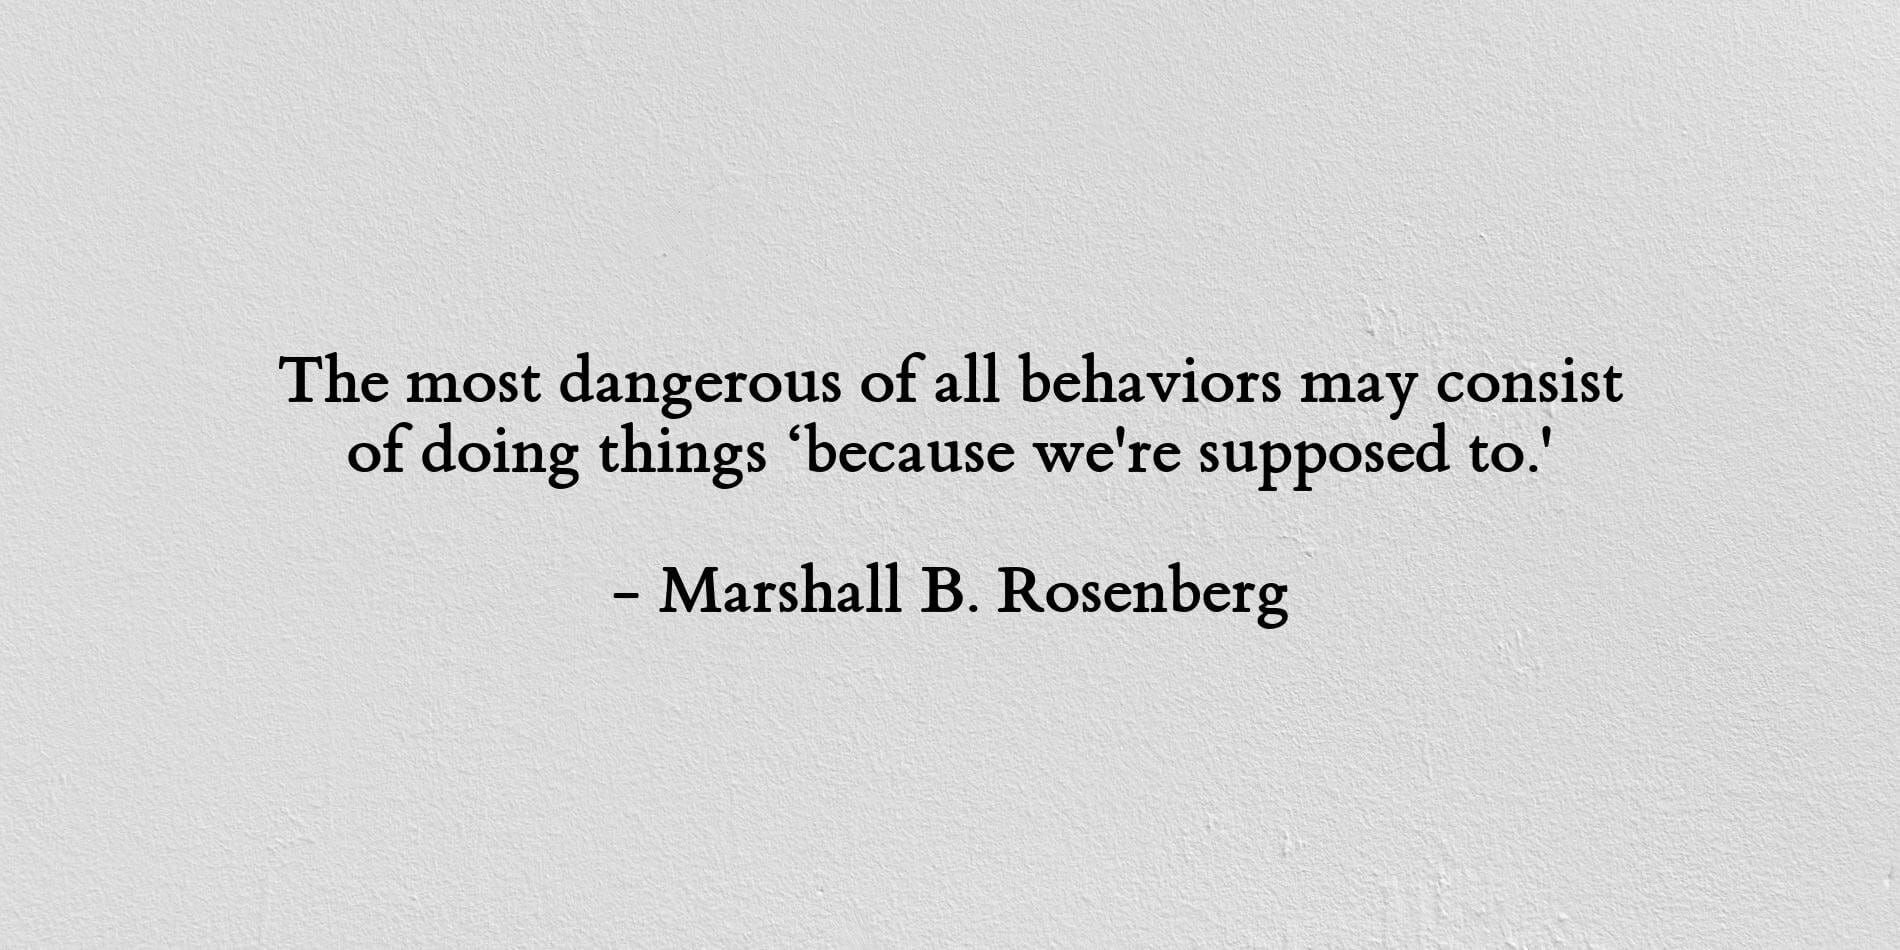 The most dangerous of all behaviors may consist
of doing things ‘because we're supposed to.'
– Marshall B. Rosenberg